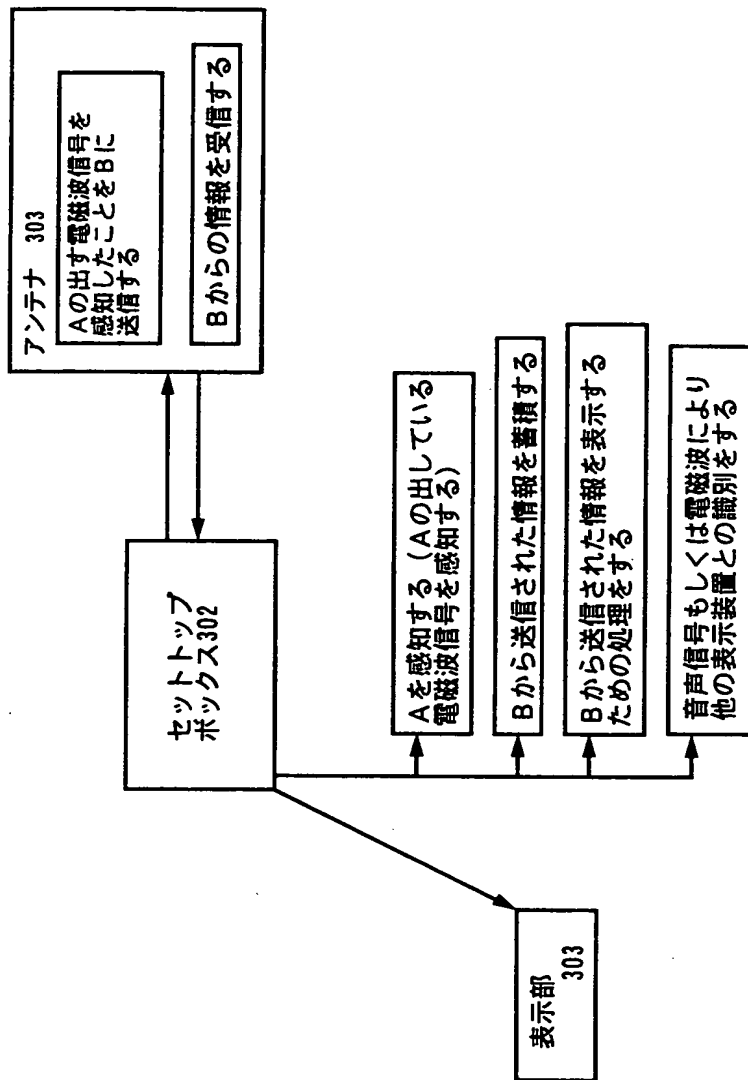 アンテナ 303
Aの出す電磁波信号を
感知したことをBに
送信する
Bからの情報を受信する
セットトップ
ボックス302
Aを感知する(Aの出している
電磁波信号を感知する)
Bから送信された情報を蓄積する
Bから送信された情報を表示する
ための処理をする
音声信号もしくは電磁波により
他の表示装置との識別をする
表示部
303